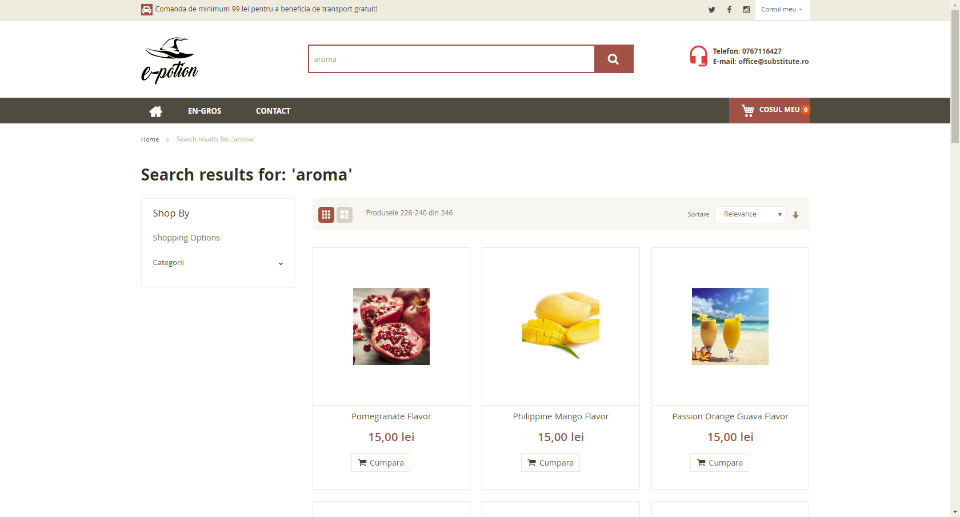 Comanda de minimum 99 lei pentru a beneficia de transport gratuit!
Contul meu
e-potion
aroma
Telefon: 0767116427
E-mail: office@substitute.ro
EN-GROS
CONTACT
COSUL MEU 0
Home
Search results for: 'aroma'
Search results for: 'aroma'
Shop By
Shopping Options
Categorii
Produsele 226-240 din 246
Sortare
Relevance
Pomegranate Flavor
15,00 lei
Cumpara
Philippine Mango Flavor
15,00 lei
Cumpara
Passion Orange Guava Flavor
15,00 lei
Cumpara